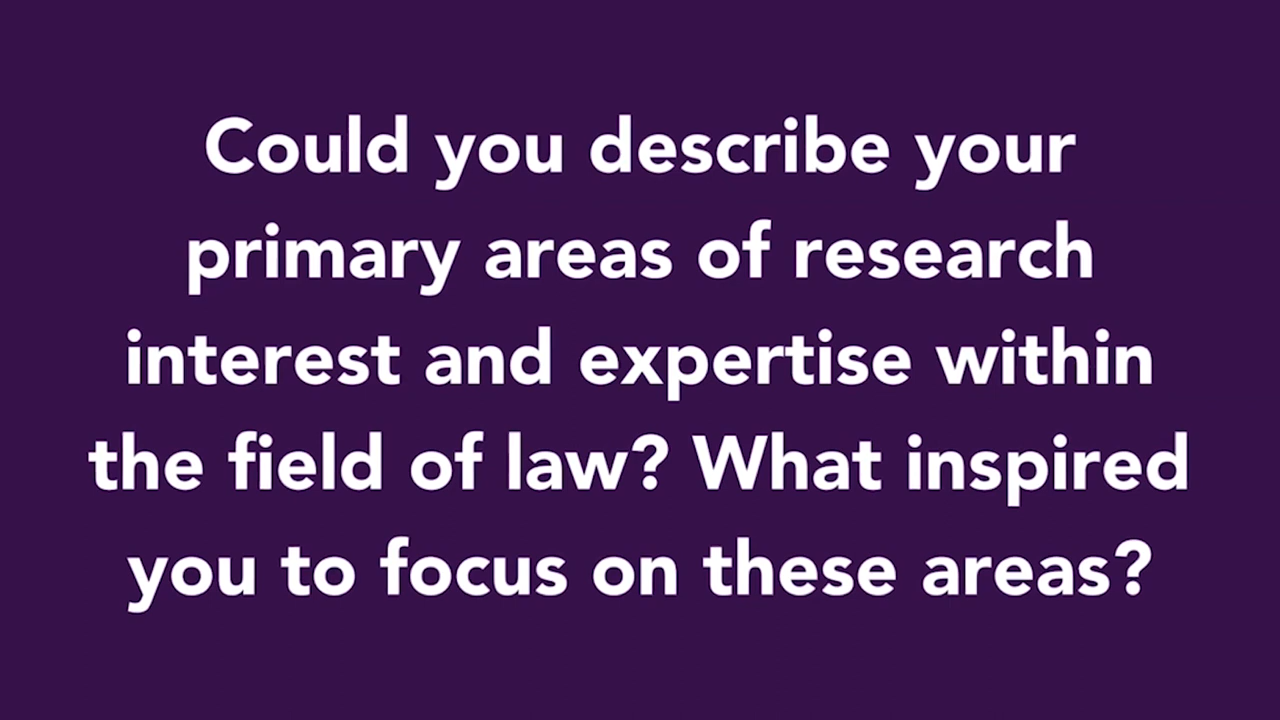 Could you describe your
primary areas of research
interest and expertise within
the field of law? What inspired
you to focus on these areas?